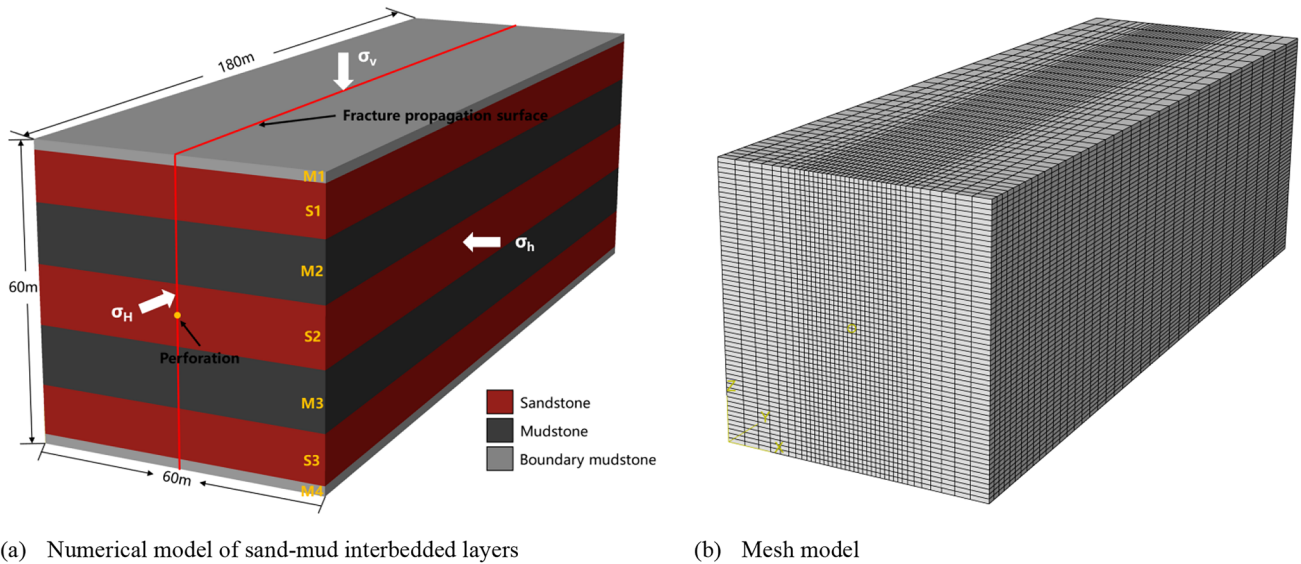 180m
σv
Fracture propagation surface
M1
S1
M2
σh
60m
σH
S2
Perforation
M3
S3
M4
60m
Sandstone
Mudstone
Boundary mudstone
Z
Y
X
(a) Numerical model of sand-mud interbedded layers
(b) Mesh model